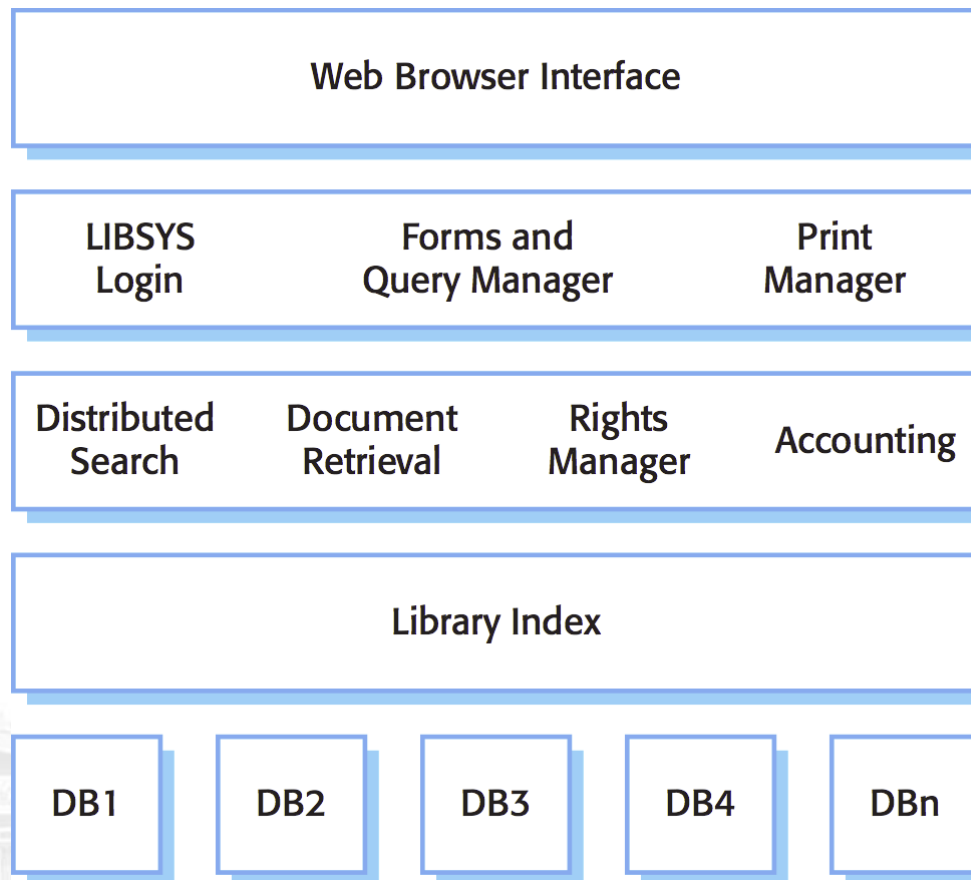 Web Browser Interface
LIBSYS
Login
Forms and
Query Manager
Print
Manager
Distributed
Search
Document
Retrieval
Rights
Manager
Accounting
Library Index
DB1
DB2
DB3
DB4
DBn